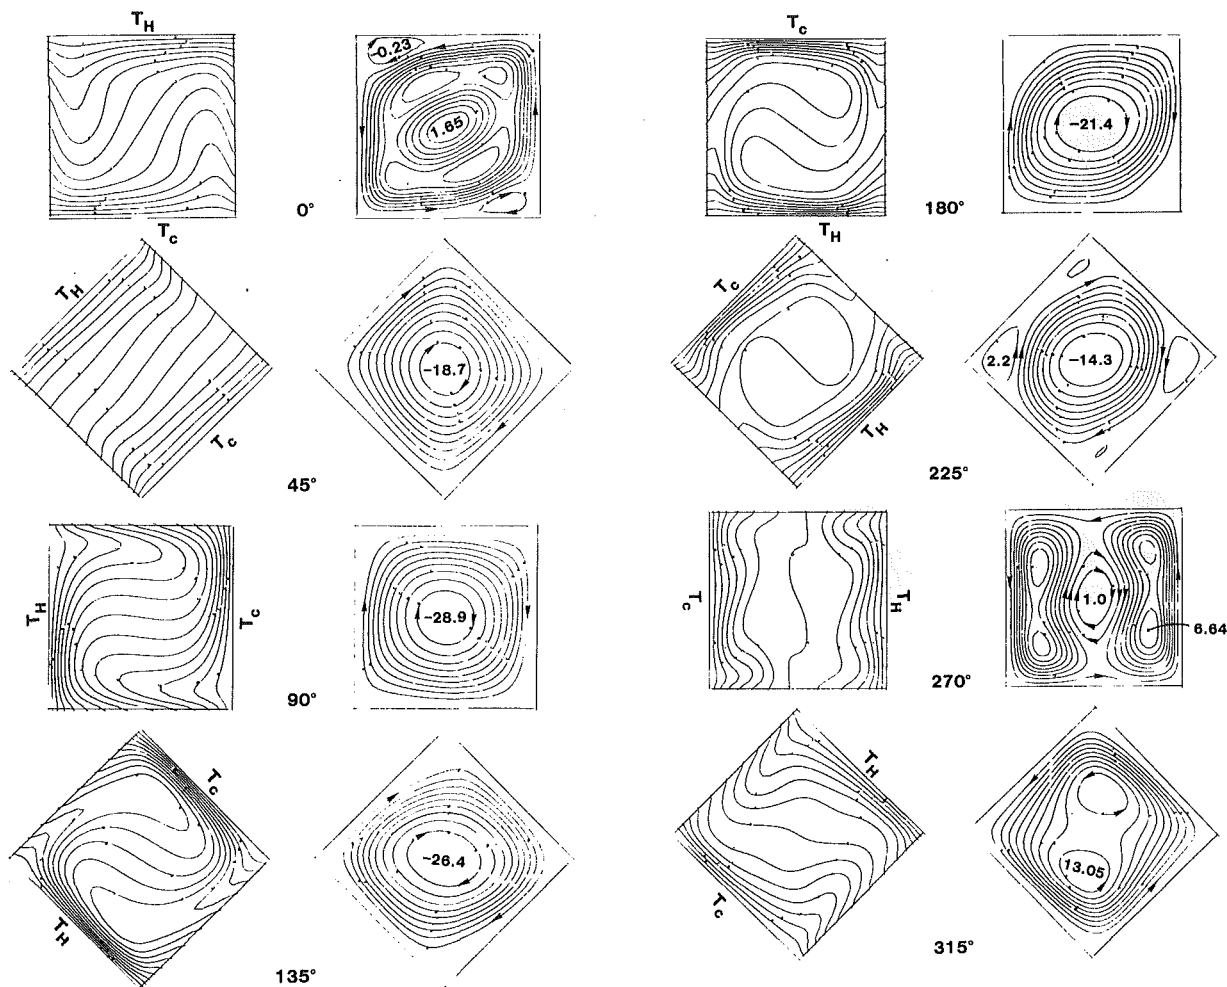 T_H
-0.23
1.65
0°
T_c
T_H
-18.7
T_c
45°
T_H
-28.9
T_c
90°
T_c
-26.4
T_H
135°
T_c
-21.4
180°
T_H
T_c
2.2
-14.3
T_H
225°
T_c
T_H
1.0
6.64
270°
T_H
13.05
T_c
315°